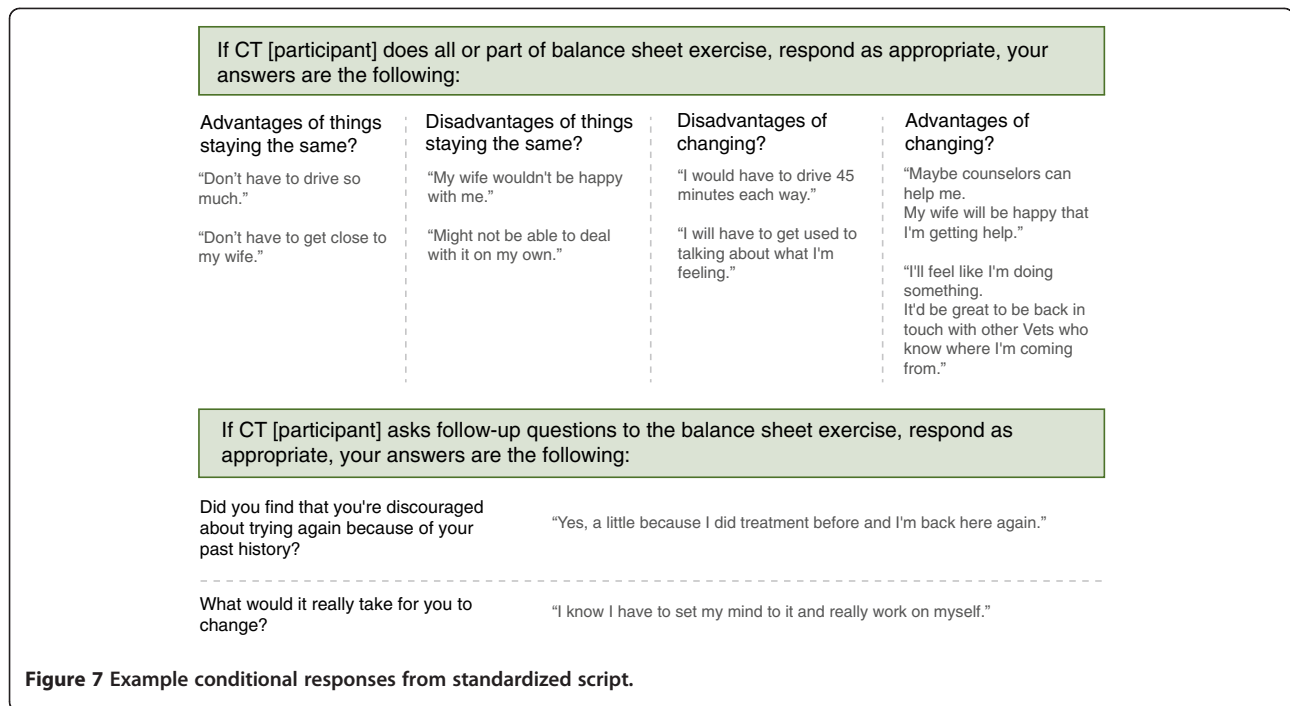 If CT [participant] does all or part of balance sheet exercise, respond as appropriate, your
answers are the following:
Advantages of things
staying the same?
“Don’t have to drive so
much.”
“Don’t have to get close to
my wife.”
Disadvantages of things
staying the same?
“My wife wouldn't be happy
with me.”
“Might not be able to deal
with it on my own.”
Disadvantages of
changing?
“I would have to drive 45
minutes each way.”
“I will have to get used to
talking about what I'm
feeling.”
Advantages of
changing?
“Maybe counselors can
help me.
My wife will be happy that
I'm getting help.”
“I'll feel like I'm doing
something.
It'd be great to be back in
touch with other Vets who
know where I'm coming
from.”
If CT [participant] asks follow-up questions to the balance sheet exercise, respond as
appropriate, your answers are the following:
Did you find that you're discouraged
about trying again because of your
past history?
“Yes, a little because I did treatment before and I'm back here again.”
What would it really take for you to
change?
“I know I have to set my mind to it and really work on myself.”
Figure 7 Example conditional responses from standardized script.